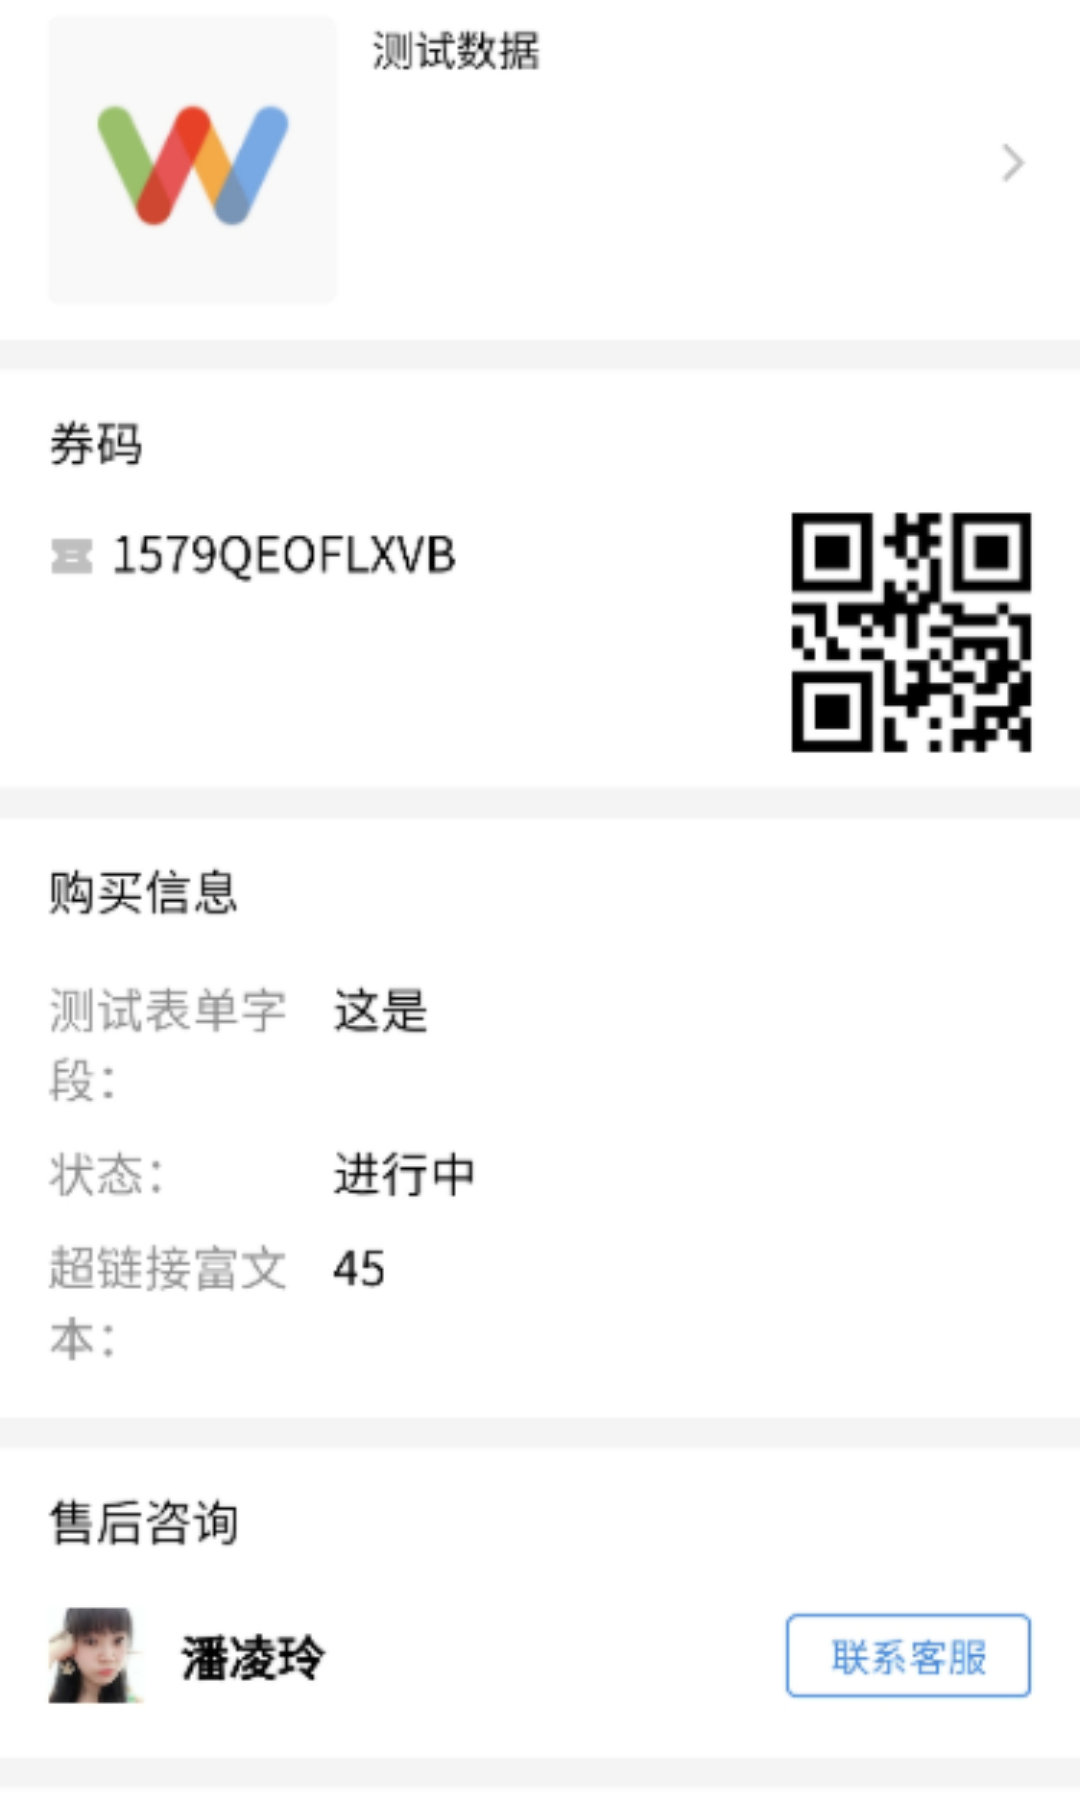 测试数据
券码
1579QEOFLXVB
购买信息
测试表单字
段：
这是
状态：
进行中
超链接富文
本：
45
售后咨询
潘凌玲
联系客服